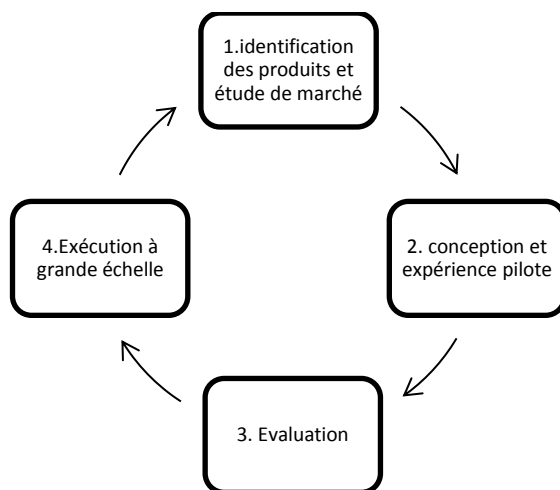 1.identification
des produits et
étude de marché
2. conception et
expérience pilote
3. Evaluation
4.Exécution à
grande échelle